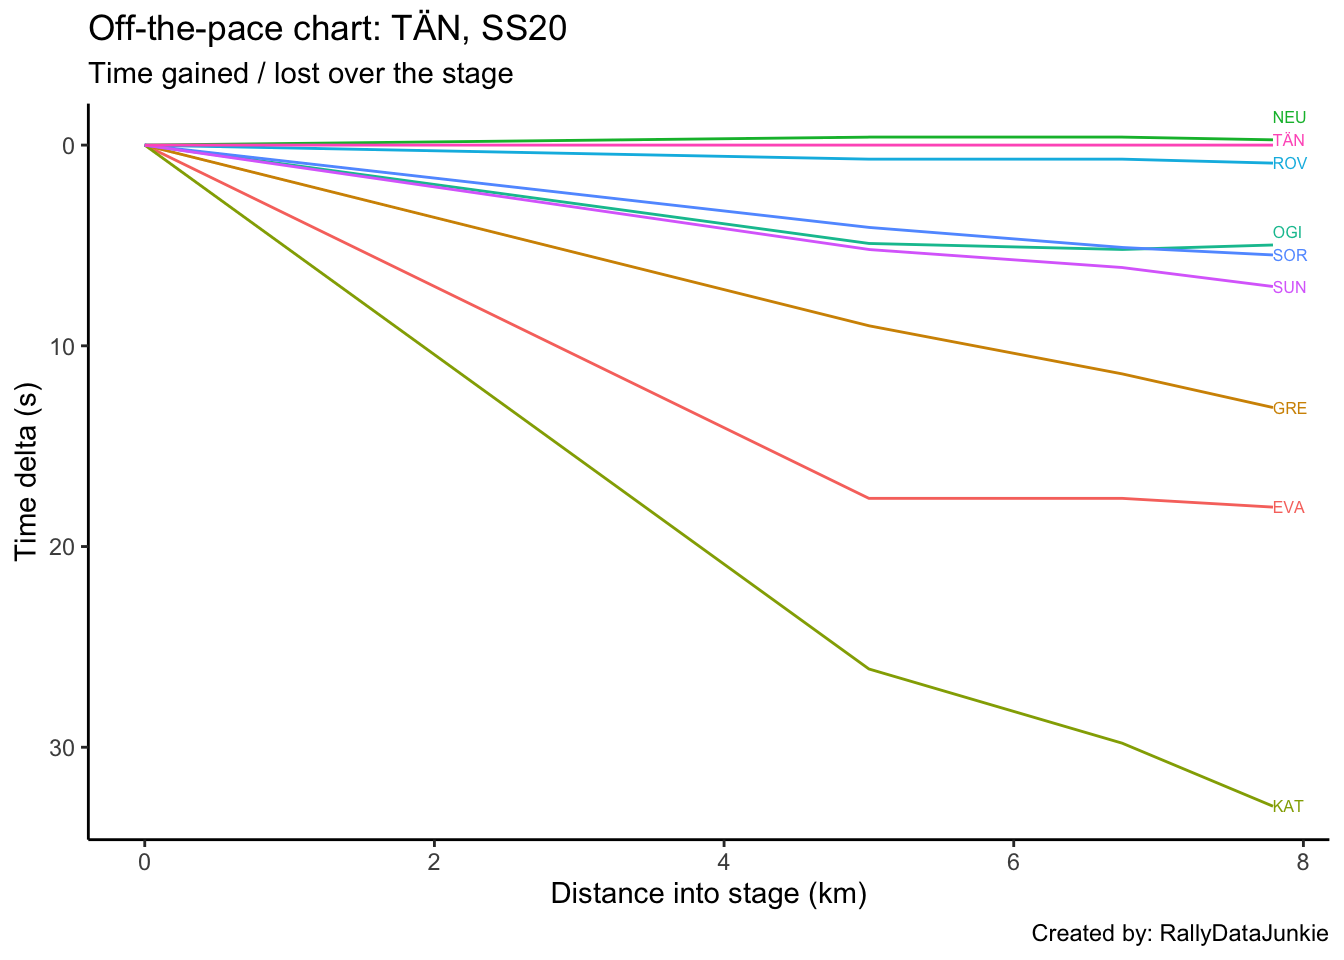 Off-the-pace chart: TÄN, SS20
Time gained / lost over the stage
NEU
0
TÄN
ROV
OGI
SOR
SUN
10
GRE
Time delta (s)
EVA
20
30
KAT
0 2 4 6 8
Distance into stage (km)
Created by: RallyDataJunkie